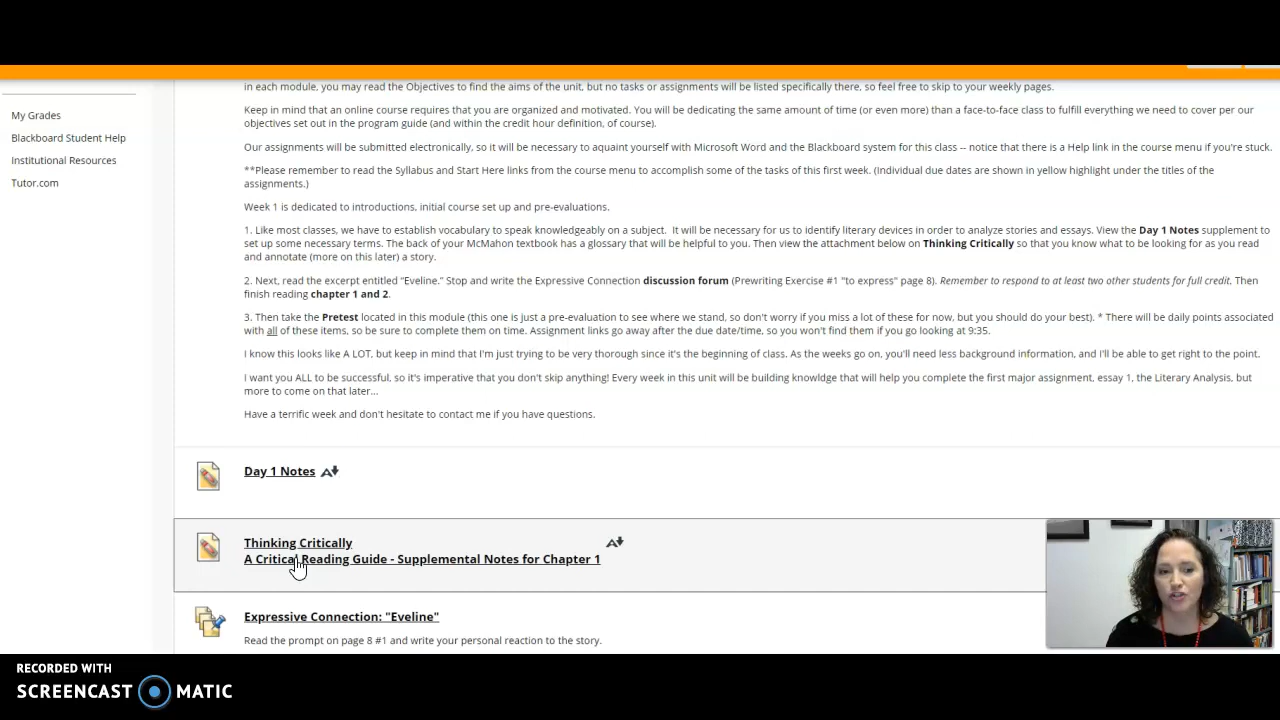 in each module, you may read the Objectives to find the aims of the unit, but no tasks or assignments will be listed specifically there, so feel free to skip to your weekly pages.
My Grades
Keep in mind that an online course requires that you are organized and motivated. You will be dedicating the same amount of time (or even more) than a face-to-face class to fulfill everything we need to cover per our
objectives set out in the program guide (and within the credit hour definition, of course).
Blackboard Student Help
Our assignments will be submitted electronically, so it will be necessary to aquaint yourself with Microsoft Word and the Blackboard system for this class -- notice that there is a Help link in the course menu if you're stuck.
Institutional Resources
**Please remember to read the Syllabus and Start Here links from the course menu to accomplish some of the tasks of this first week. (Individual due dates are shown in yellow highlight under the titles of the
assignments.)
Tutor.com
Week 1 is dedicated to introductions, initial course set up and pre-evaluations.
1. Like most classes, we have to establish vocabulary to speak knowledgeably on a subject.  It will be necessary for us to identify literary devices in order to analyze stories and essays. View the Day 1 Notes supplement to
set up some necessary terms. The back of your McMahon textbook has a glossary that will be helpful to you. Then view the attachment below on Thinking Critically so that you know what to be looking for as you read
and annotate (more on this later) a story.
2. Next, read the excerpt entitled “Eveline.” Stop and write the Expressive Connection discussion forum (Prewriting Exercise #1 "to express" page 8). Remember to respond to at least two other students for full credit. Then
finish reading chapter 1 and 2.
3. Then take the Pretest located in this module (this one is just a pre-evaluation to see where we stand, so don't worry if you miss a lot of these for now, but you should do your best). * There will be daily points associated
with all of these items, so be sure to complete them on time. Assignment links go away after the due date/time, so you won't find them if you go looking at 9:35.
I know this looks like A LOT, but keep in mind that I'm just trying to be very thorough since it's the beginning of class. As the weeks go on, you'll need less background information, and I'll be able to get right to the point.
I want you ALL to be successful, so it's imperative that you don't skip anything! Every week in this unit will be building knowldge that will help you complete the first major assignment, essay 1, the Literary Analysis, but
more to come on that later...
Have a terrific week and don't hesitate to contact me if you have questions.
Day 1 Notes
Thinking Critically
A Critical Reading Guide - Supplemental Notes for Chapter 1
Expressive Connection: "Eveline"
Read the prompt on page 8 #1 and write your personal reaction to the story.
RECORDED WITH
SCREENCAST MATIC